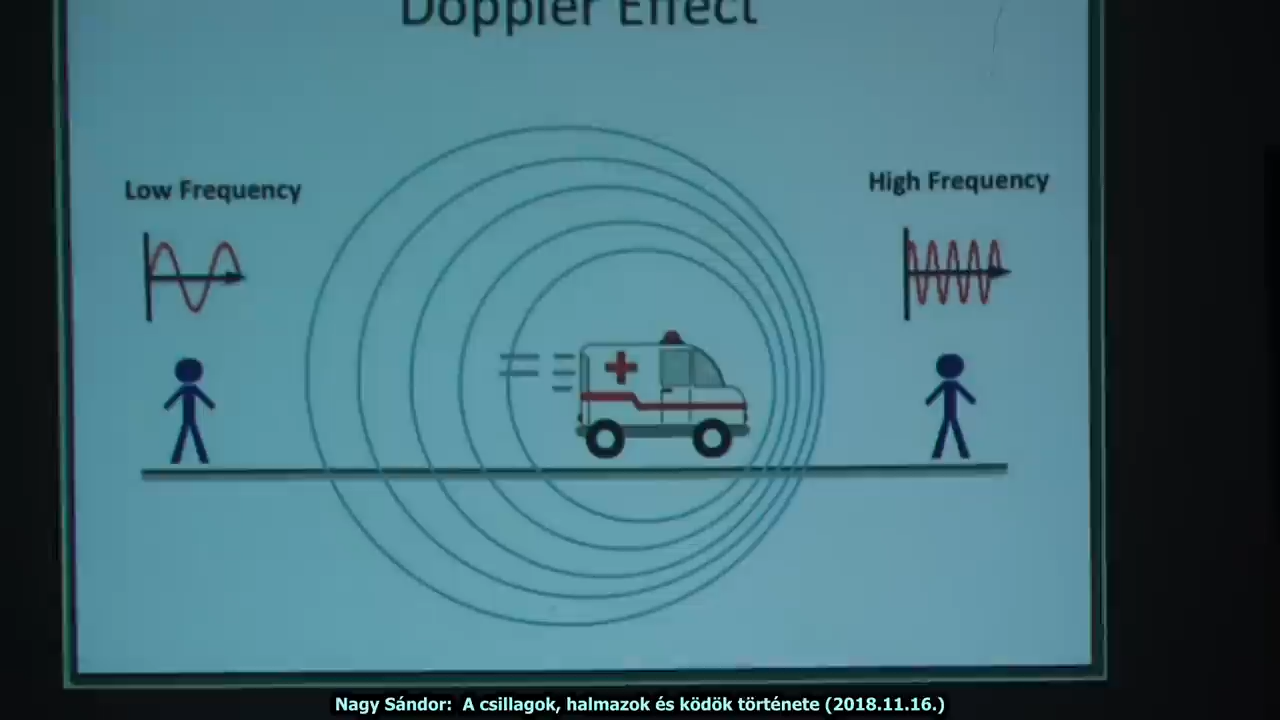 Doppler Effect
Low Frequency
High Frequency
Nagy Sándor:  A csillagok, halmazok és ködök története (2018.11.16.)